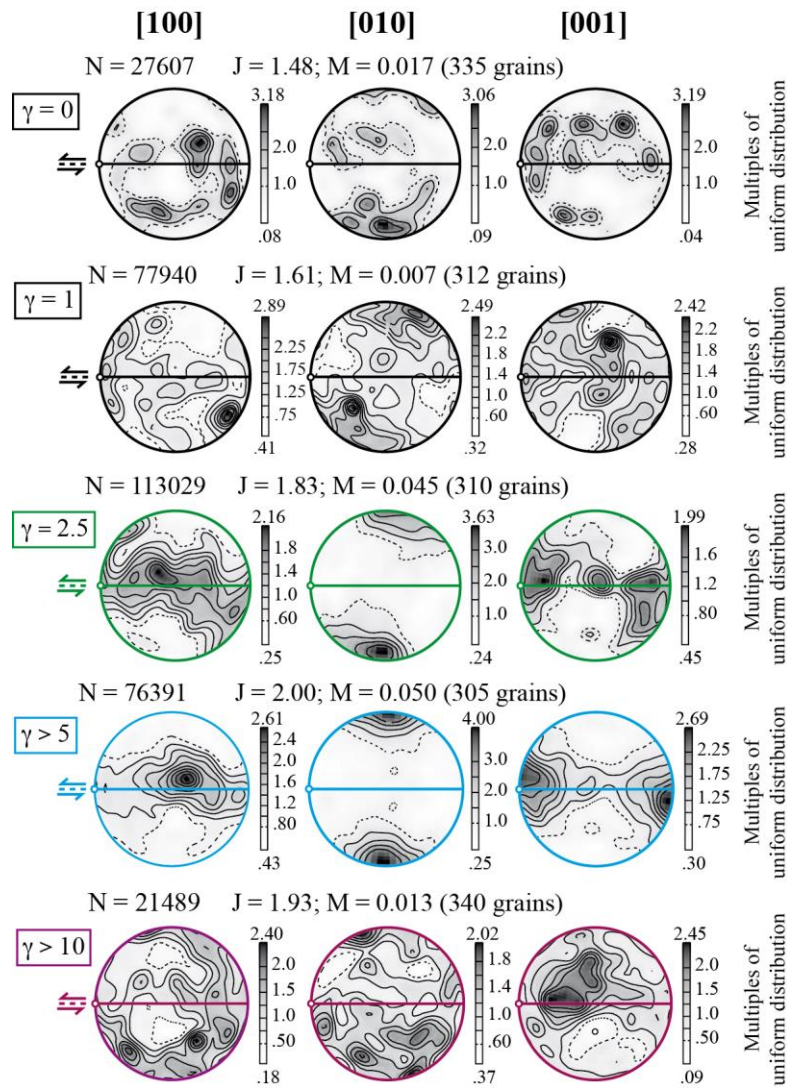 [100] [010] [001]
N = 27607 J = 1.48; M = 0.017 (335 grains)
γ = 0
3.18 3.06 3.19
2.0 2.0 2.0
1.0 1.0 1.0
.08 .09 .04
Multiples of
uniform distribution
N = 77940 J = 1.61; M = 0.007 (312 grains)
γ = 1
2.89 2.49 2.42
2.25 2.2 2.2
1.75 1.8 1.8
1.25 1.4 1.4
.75 1.0 1.0
.60 .60
.41 .32 .28
Multiples of
uniform distribution
N = 113029 J = 1.83; M = 0.045 (310 grains)
γ = 2.5
2.16 3.63 1.99
1.8 3.0 1.6
1.4 2.0 1.2
1.0 1.0 .80
.60
.25 .24 .45
Multiples of
uniform distribution
N = 76391 J = 2.00; M = 0.050 (305 grains)
γ > 5
2.61 4.00 2.69
2.4 3.0 2.25
2.0 2.0 1.75
1.6 1.0 1.25
1.2 .75
.80
.43 .25 .30
Multiples of
uniform distribution
N = 21489 J = 1.93; M = 0.013 (340 grains)
γ > 10
2.40 2.02 2.45
2.0 1.8 2.0
1.5 1.4 1.5
1.0 1.0 1.0
.50 .60 .50
.18 .37 .09
Multiples of
uniform distribution